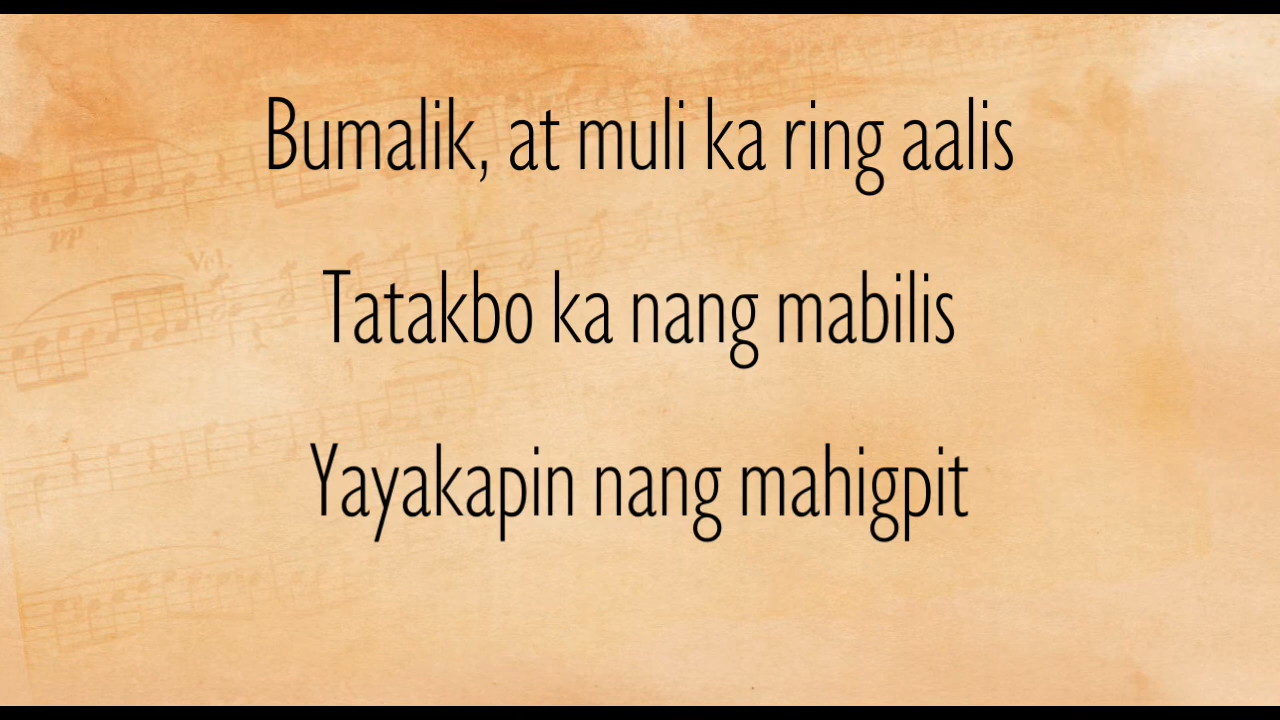 Bumalik, at muli ka ring aalis
Tatakbo ka nang mabilis
Yayakapin nang mahigpit